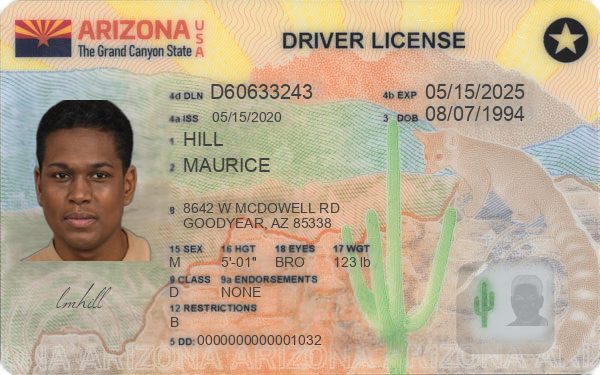 ARIZONA USA
The Grand Canyon State
DRIVER LICENSE
4d DLN D60633243
4b EXP 05/15/2025
4a ISS 05/15/2020
3 DOB 08/07/1994
1 HILL
2 MAURICE
8 8642 W MCDOWELL RD
GOODYEAR, AZ 85338
15 SEX 16 HGT 18 EYES 17 WGT
M 5'-01" BRO 123 lb
9 CLASS 9a ENDORSEMENTS
D NONE
12 RESTRICTIONS
B
5 DD: 0000000000001032
lmhill
ONA ARIZONA ARIZONA ARIZONA ARIZONA